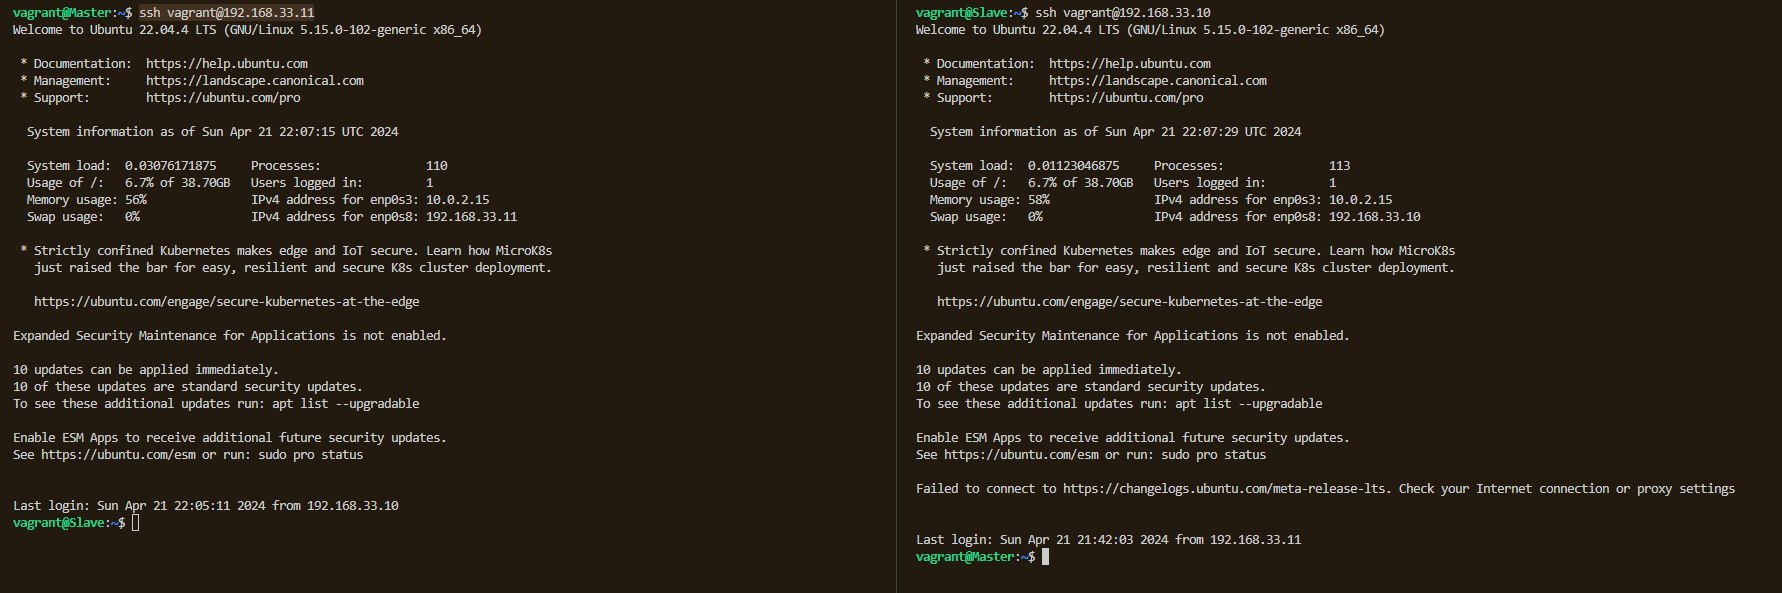 vagrant@Master:~$ ssh vagrant@192.168.33.11
Welcome to Ubuntu 22.04.4 LTS (GNU/Linux 5.15.0-102-generic x86_64)
* Documentation:  https://help.ubuntu.com
* Management:     https://landscape.canonical.com
* Support:        https://ubuntu.com/pro
System information as of Sun Apr 21 22:07:15 UTC 2024
System load:  0.03076171875     Processes:               110
Usage of /:   6.7% of 38.70GB   Users logged in:         1
Memory usage: 56%               IPv4 address for enp0s3: 10.0.2.15
Swap usage:   0%                IPv4 address for enp0s8: 192.168.33.11
* Strictly confined Kubernetes makes edge and IoT secure. Learn how MicroK8s
just raised the bar for easy, resilient and secure K8s cluster deployment.
https://ubuntu.com/engage/secure-kubernetes-at-the-edge
Expanded Security Maintenance for Applications is not enabled.
10 updates can be applied immediately.
10 of these updates are standard security updates.
To see these additional updates run: apt list --upgradable
Enable ESM Apps to receive additional future security updates.
See https://ubuntu.com/esm or run: sudo pro status
Last login: Sun Apr 21 22:05:11 2024 from 192.168.33.10
vagrant@Slave:~$
vagrant@Slave:~$ ssh vagrant@192.168.33.10
Welcome to Ubuntu 22.04.4 LTS (GNU/Linux 5.15.0-102-generic x86_64)
* Documentation:  https://help.ubuntu.com
* Management:     https://landscape.canonical.com
* Support:        https://ubuntu.com/pro
System information as of Sun Apr 21 22:07:29 UTC 2024
System load:  0.01123046875     Processes:               113
Usage of /:   6.7% of 38.70GB   Users logged in:         1
Memory usage: 58%               IPv4 address for enp0s3: 10.0.2.15
Swap usage:   0%                IPv4 address for enp0s8: 192.168.33.10
* Strictly confined Kubernetes makes edge and IoT secure. Learn how MicroK8s
just raised the bar for easy, resilient and secure K8s cluster deployment.
https://ubuntu.com/engage/secure-kubernetes-at-the-edge
Expanded Security Maintenance for Applications is not enabled.
10 updates can be applied immediately.
10 of these updates are standard security updates.
To see these additional updates run: apt list --upgradable
Enable ESM Apps to receive additional future security updates.
See https://ubuntu.com/esm or run: sudo pro status
Failed to connect to https://changelogs.ubuntu.com/meta-release-lts. Check your Internet connection or proxy settings
Last login: Sun Apr 21 21:42:03 2024 from 192.168.33.11
vagrant@Master:~$